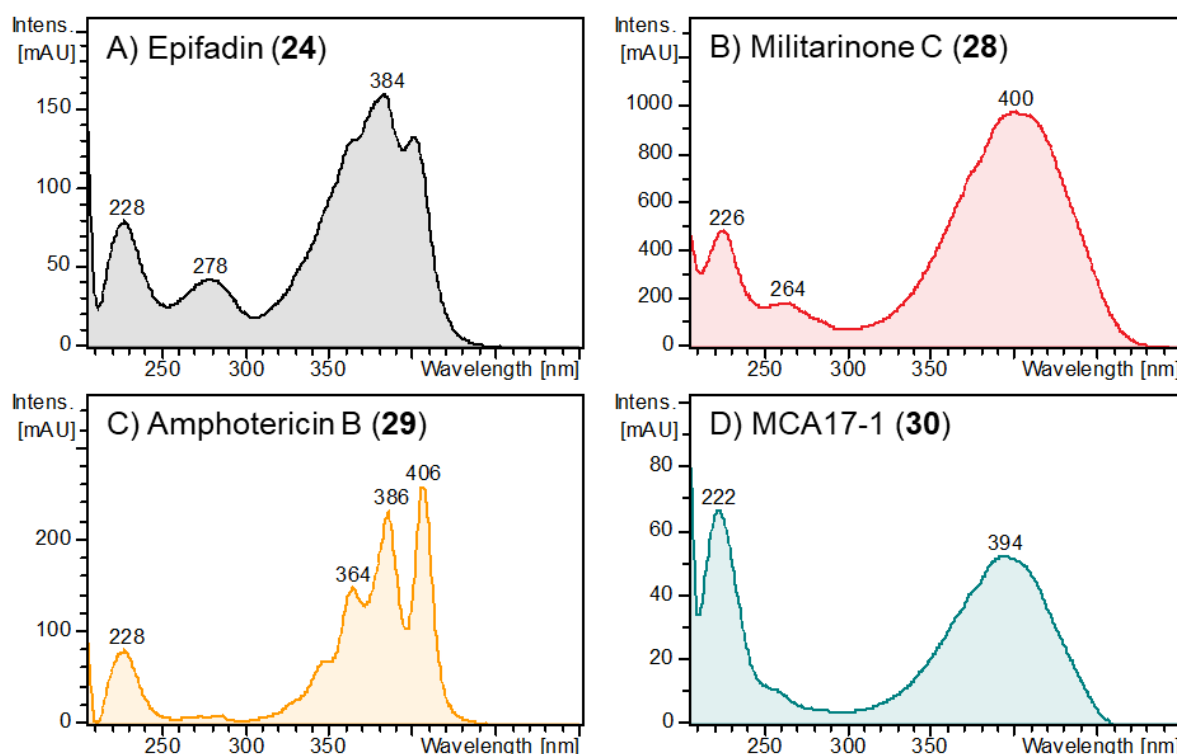 Intens.
[mAU]
A) Epifadin (24)
384
228
278
150
100
50
0
250
300
350
Wavelength [nm]
Intens.
[mAU]
B) Militarinone C (28)
400
226
264
1000
800
600
400
200
0
250
300
350
Wavelength [nm]
Intens.
[mAU]
C) Amphotericin B (29)
406
386
364
228
200
100
0
250
300
350
Wavelength [nm]
Intens.
[mAU]
D) MCA17-1 (30)
222
394
80
60
40
20
0
250
300
350
Wavelength [nm]